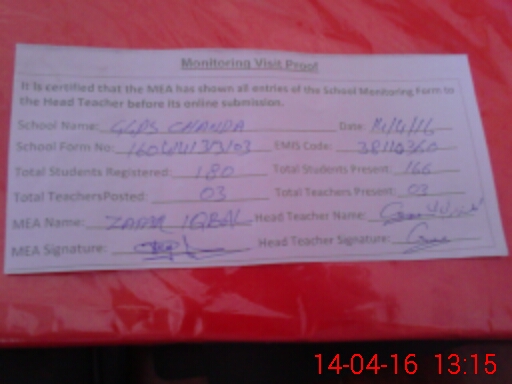 Monitoring Visit Proof
It is certified that the MEA has shown all entries of the School Monitoring Form to
the Head Teacher before its online submission.
School Name: GGPS CHANDA Date: 14/4/16
School Form No: EMIS Code: 38110360
Total Students Registered: 180 Total Students Present: 166
Total TeachersPosted: 03 Total Teachers Present: 03
MEA Name: IQBAL Head Teacher Name:
MEA Signature: Head Teacher Signature:
14-04-16 13:15